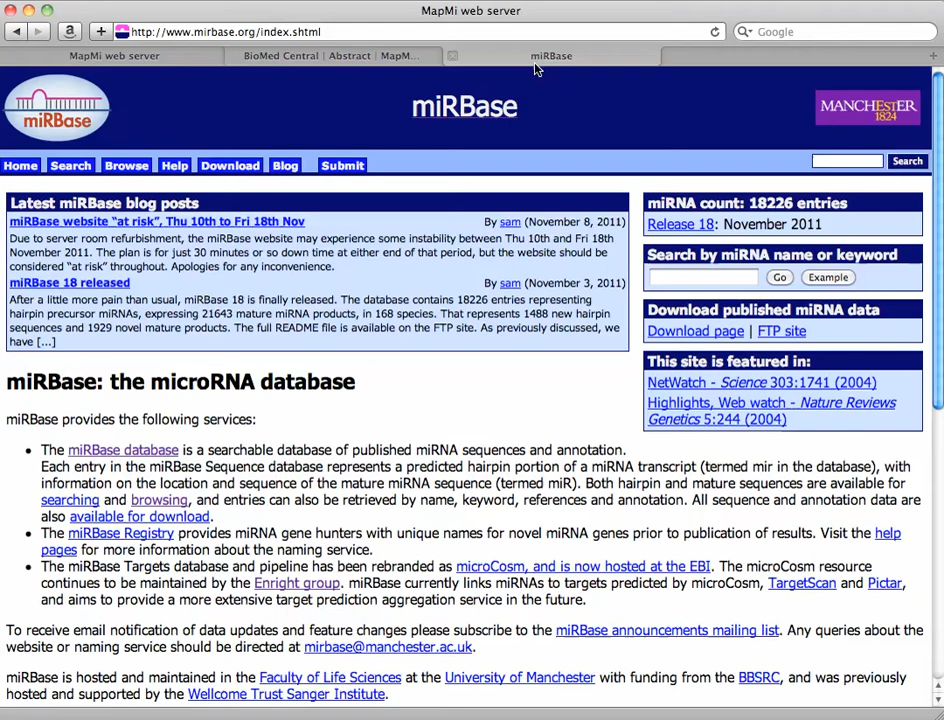 MapMi web server
http://www.mirbase.org/index.shtml
Google
MapMi web server
BioMed Central | Abstract | MapM...
miRBase
miRBase
miRBase
MANCHESTER
1824
Home Search Browse Help Download Blog Submit
Search
Latest miRBase blog posts
miRBase website “at risk”, Thu 10th to Fri 18th Nov By sam (November 8, 2011)
Due to server room refurbishment, the miRBase website may experience some instability between Thu 10th and Fri 18th
November 2011. The plan is for just 30 minutes or so down time at either end of that period, but the website should be
considered “at risk” throughout. Apologies for any inconvenience.
miRBase 18 released By sam (November 3, 2011)
After a little more pain than usual, miRBase 18 is finally released. The database contains 18226 entries representing
hairpin precursor miRNAs, expressing 21643 mature miRNA products, in 168 species. That represents 1488 new hairpin
sequences and 1929 novel mature products. The full README file is available on the FTP site. As previously discussed, we
have [...]
miRNA count: 18226 entries
Release 18: November 2011
Search by miRNA name or keyword
Go Example
Download published miRNA data
Download page | FTP site
This site is featured in:
NetWatch - Science 303:1741 (2004)
Highlights, Web watch - Nature Reviews
Genetics 5:244 (2004)
miRBase: the microRNA database
miRBase provides the following services:
• The miRBase database is a searchable database of published miRNA sequences and annotation.
Each entry in the miRBase Sequence database represents a predicted hairpin portion of a miRNA transcript (termed mir in the database), with
information on the location and sequence of the mature miRNA sequence (termed miR). Both hairpin and mature sequences are available for
searching and browsing, and entries can also be retrieved by name, keyword, references and annotation. All sequence and annotation data are
also available for download.
• The miRBase Registry provides miRNA gene hunters with unique names for novel miRNA genes prior to publication of results. Visit the help
pages for more information about the naming service.
• The miRBase Targets database and pipeline has been rebranded as microCosm, and is now hosted at the EBI. The microCosm resource
continues to be maintained by the Enright group. miRBase currently links miRNAs to targets predicted by microCosm, TargetScan and Pictar,
and aims to provide a more extensive target prediction aggregation service in the future.
To receive email notification of data updates and feature changes please subscribe to the miRBase announcements mailing list. Any queries about the
website or naming service should be directed at mirbase@manchester.ac.uk.
miRBase is hosted and maintained in the Faculty of Life Sciences at the University of Manchester with funding from the BBSRC, and was previously
hosted and supported by the Wellcome Trust Sanger Institute.